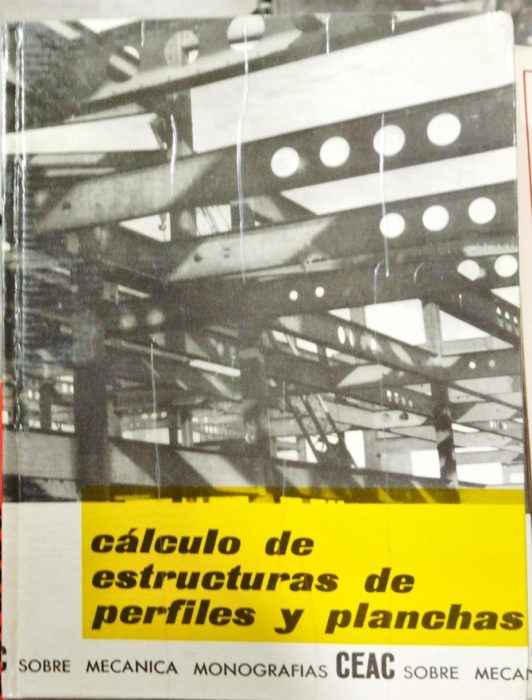 cálculo de
estructuras de
perfiles y planchas
C SOBRE MECANICA MONOGRAFIAS CEAC SOBRE MECAN